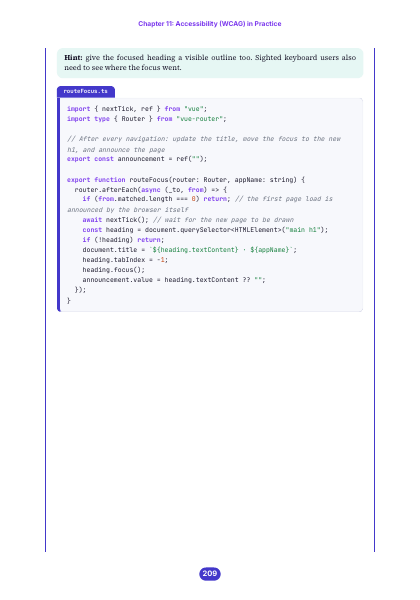 Chapter 11: Accessibility (WCAG) in Practice
Hint: give the focused heading a visible outline too. Sighted keyboard users also
need to see where the focus went.
routeFocus.ts
import { nextTick, ref } from "vue";
import type { Router } from "vue-router";
// After every navigation: update the title, move the focus to the new
h1, and announce the page
export const announcement = ref("");
export function routeFocus(router: Router, appName: string) {
  router.afterEach(async (_to, from) => {
    if (from.matched.length === 0) return; // the first page load is
announced by the browser itself
    await nextTick(); // wait for the new page to be drawn
    const heading = document.querySelector<HTMLElement>("main h1");
    if (!heading) return;
    document.title = `${heading.textContent} · ${appName}`;
    heading.tabIndex = -1;
    heading.focus();
    announcement.value = heading.textContent ?? "";
  });
}
209